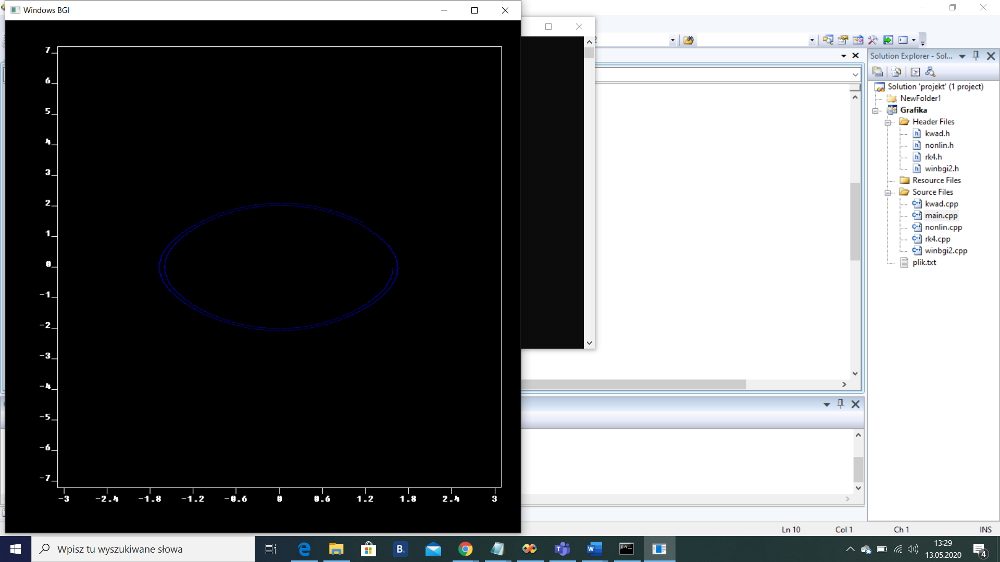 Windows BGI
7
6
5
4
3
2
1
0
-1
-2
-3
-4
-5
-6
-7
-3 -2.4 -1.8 -1.2 -0.6 0 0.6 1.2 1.8 2.4 3
Solution Explorer - Sol...
Solution 'projekt' (1 project)
NewFolder1
Grafika
Header Files
kwad.h
nonlin.h
rk4.h
winbgi2.h
Resource Files
Source Files
kwad.cpp
main.cpp
nonlin.cpp
rk4.cpp
winbgi2.cpp
plik.txt
Ln 10 Col 1 Ch 1 INS
Wpisz tu wyszukiwane słowa
B.
W
13:29
13.05.2020
4